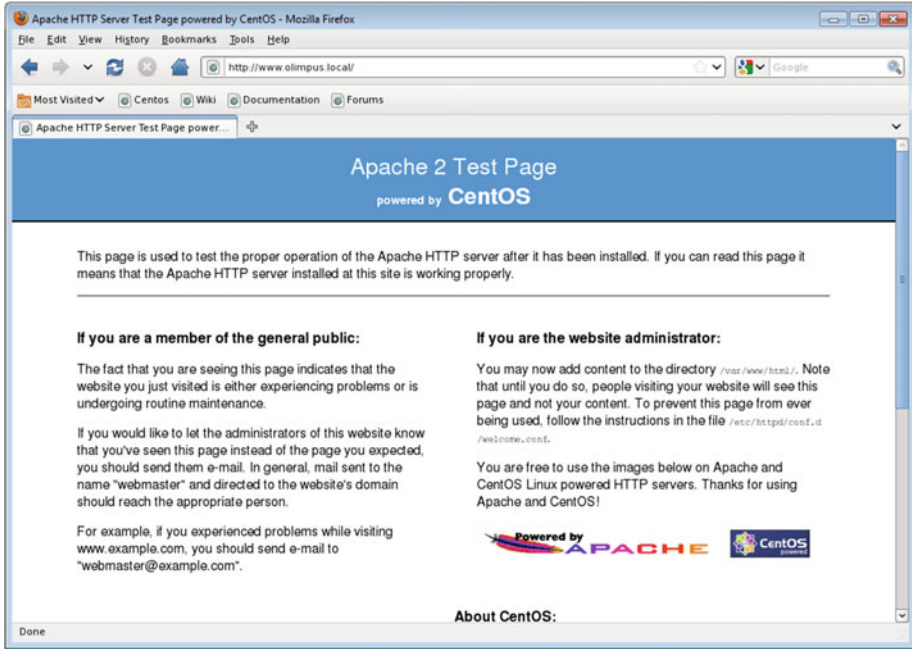 Apache HTTP Server Test Page powered by CentOS - Mozilla Firefox
File Edit View History Bookmarks Tools Help
http://www.olimpus.local/
Google
Most Visited Centos Wiki Documentation Forums
Apache HTTP Server Test Page power...
Apache 2 Test Page
powered by CentOS
This page is used to test the proper operation of the Apache HTTP server after it has been installed. If you can read this page it
means that the Apache HTTP server installed at this site is working properly.
If you are a member of the general public:
The fact that you are seeing this page indicates that the
website you just visited is either experiencing problems or is
undergoing routine maintenance.
If you would like to let the administrators of this website know
that you've seen this page instead of the page you expected,
you should send them e-mail. In general, mail sent to the
name "webmaster" and directed to the website's domain
should reach the appropriate person.
For example, if you experienced problems while visiting
www.example.com, you should send e-mail to
"webmaster@example.com".
If you are the website administrator:
You may now add content to the directory /var/www/html/. Note
that until you do so, people visiting your website will see this
page and not your content. To prevent this page from ever
being used, follow the instructions in the file /etc/httpd/conf.d
/welcome.conf.
You are free to use the images below on Apache and
CentOS Linux powered HTTP servers. Thanks for using
Apache and CentOS!
Powered by
APACHE
CentOS
powered
About CentOS:
Done